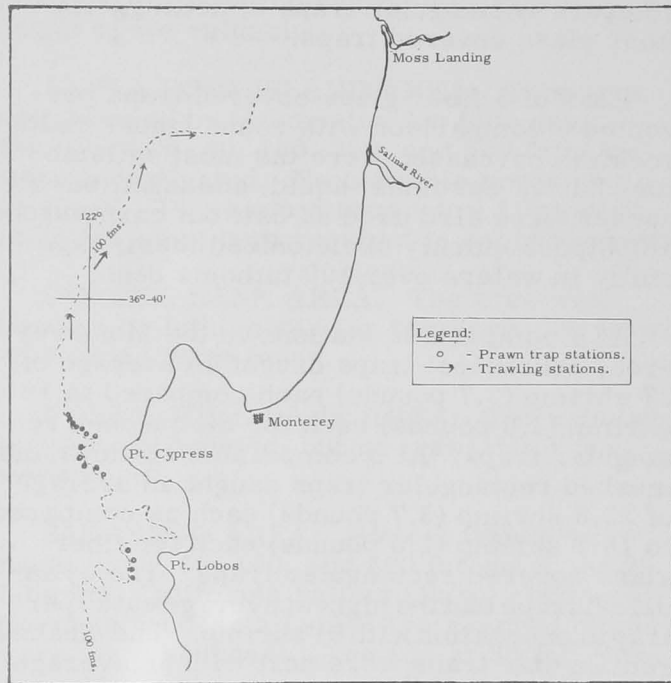 Moss Landing
Salinas River
122°
100 fms.
36°-40'
Legend:
- Prawn trap stations.
- Trawling stations.
Monterey
Pt. Cypress
Pt. Lobos
100 fms.